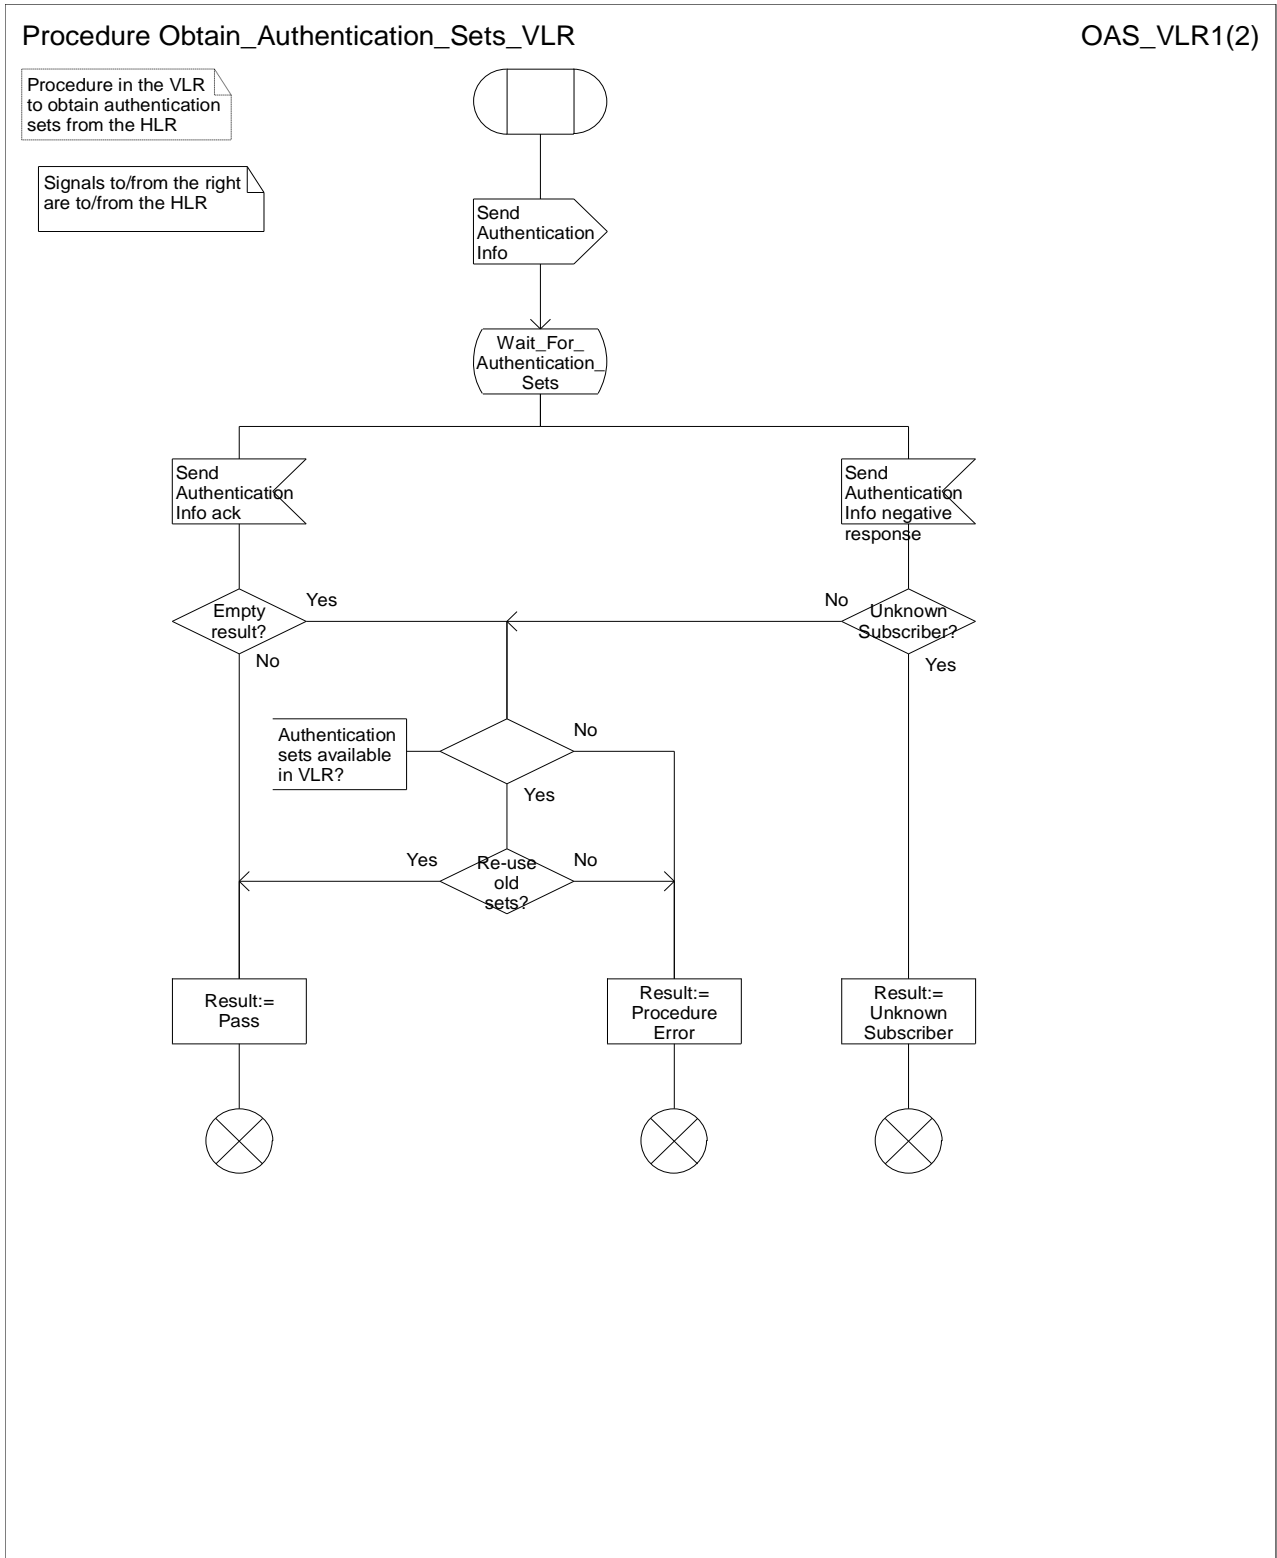 Procedure Obtain_Authentication_Sets_VLR
OAS_VLR1(2)
Procedure in the VLR
to obtain authentication
sets from the HLR
Signals to/from the right
are to/from the HLR
Send
Authentication
Info
Wait_For_
Authentication_
Sets
Send
Authentication
Info ack
Send
Authentication
Info negative
response
Empty
result?
Yes
No
No
Unknown
Subscriber?
Yes
Authentication
sets available
in VLR?
No
Yes
Yes
Re-use
old
sets?
No
Result:=
Pass
Result:=
Procedure
Error
Result:=
Unknown
Subscriber